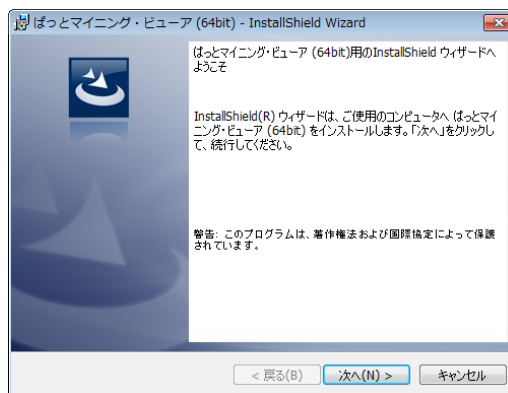 ぱっとマイニング・ビューア (64bit) - InstallShield Wizard
ぱっとマイニング・ビューア (64bit)用のInstallShield ウィザードへ
ようこそ
InstallShield(R) ウィザードは、ご使用のコンピュータへ ぱっとマイ
ニング・ビューア (64bit) をインストールします。「次へ」をクリックし
て、続行してください。
警告: このプログラムは、著作権法および国際協定によって保護
されています。
< 戻る(B)
次へ(N) >
キャンセル